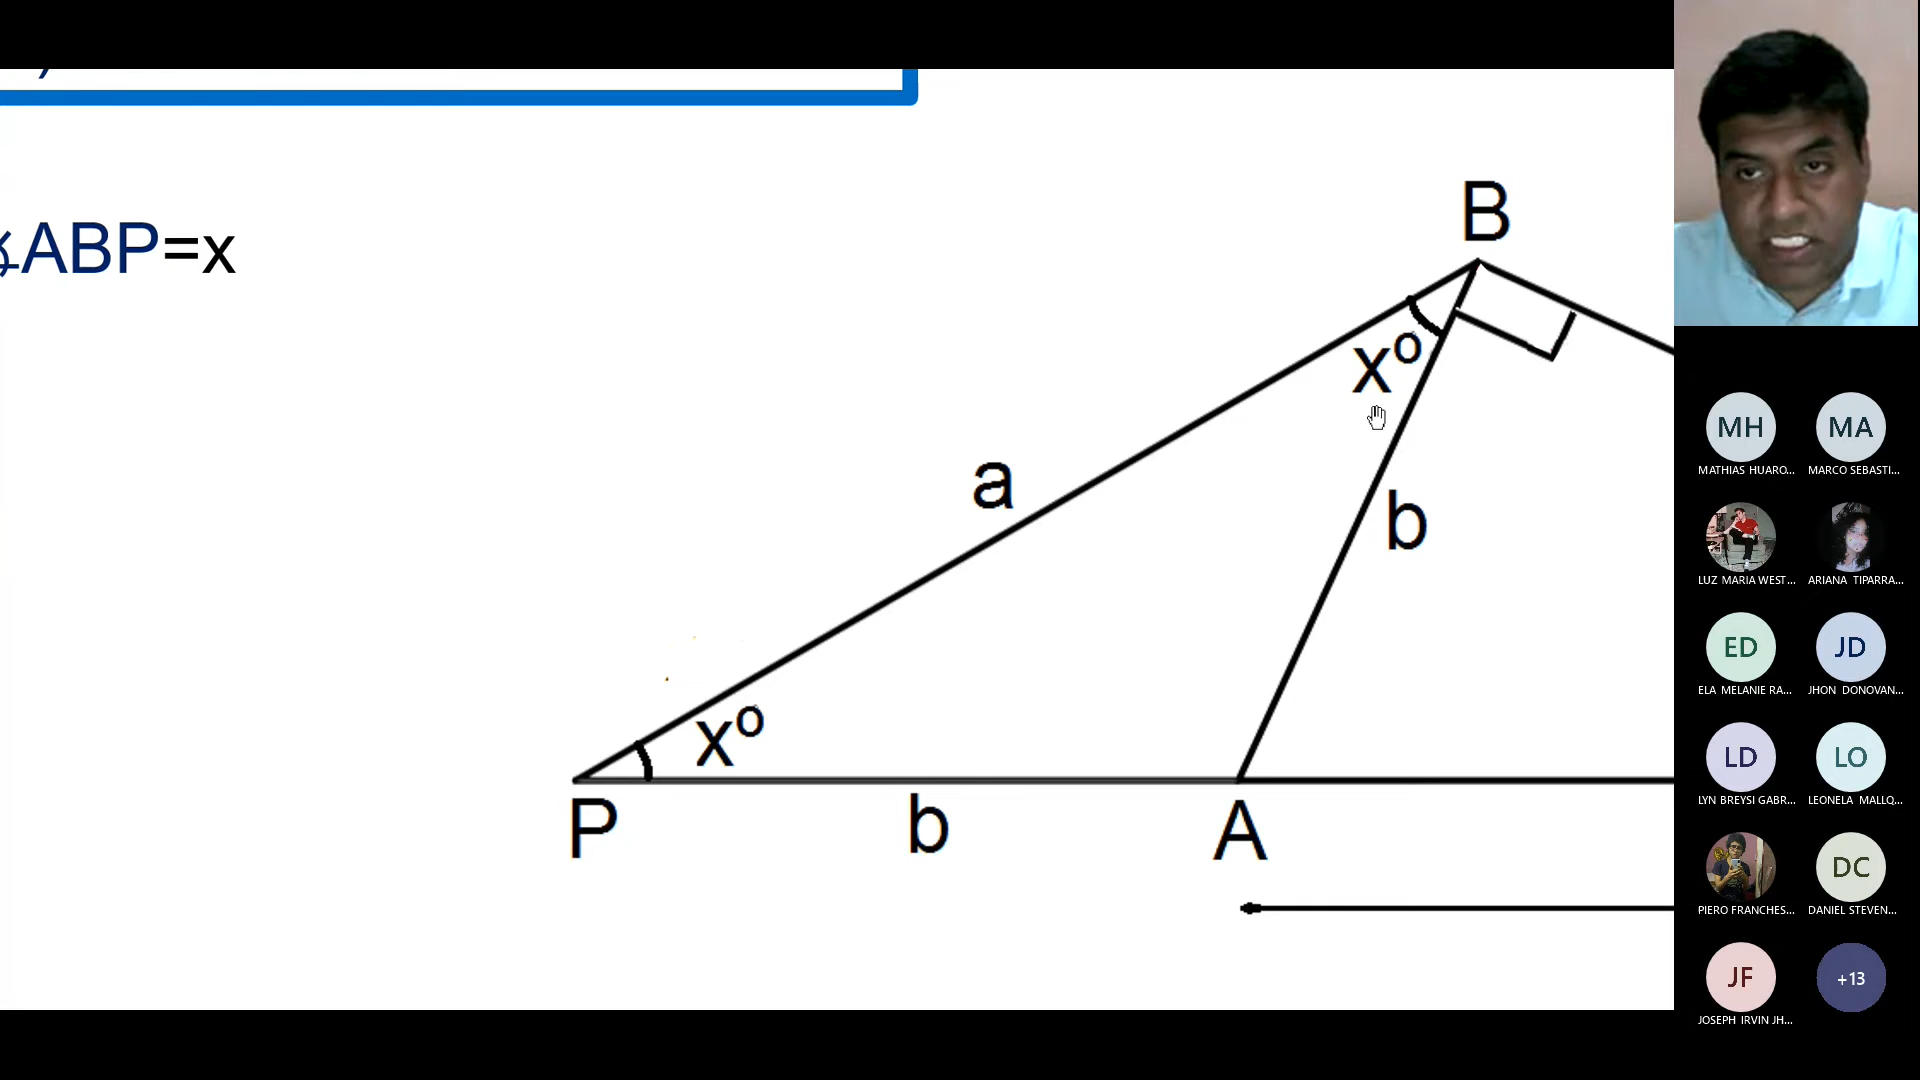 ∡ABP=x
B
xº
a
b
xº
P
b
A
MH
MA
MATHIAS HUARO...
MARCO SEBASTI...
LUZ MARIA WEST...
ARIANA TIPARRA...
ED
JD
ELA MELANIE RA...
JHON DONOVAN...
LD
LO
LYN BREYSI GABR...
LEONELA MALLQ...
DC
PIERO FRANCHES...
DANIEL STEVEN...
JF
+13
JOSEPH IRVIN JH...